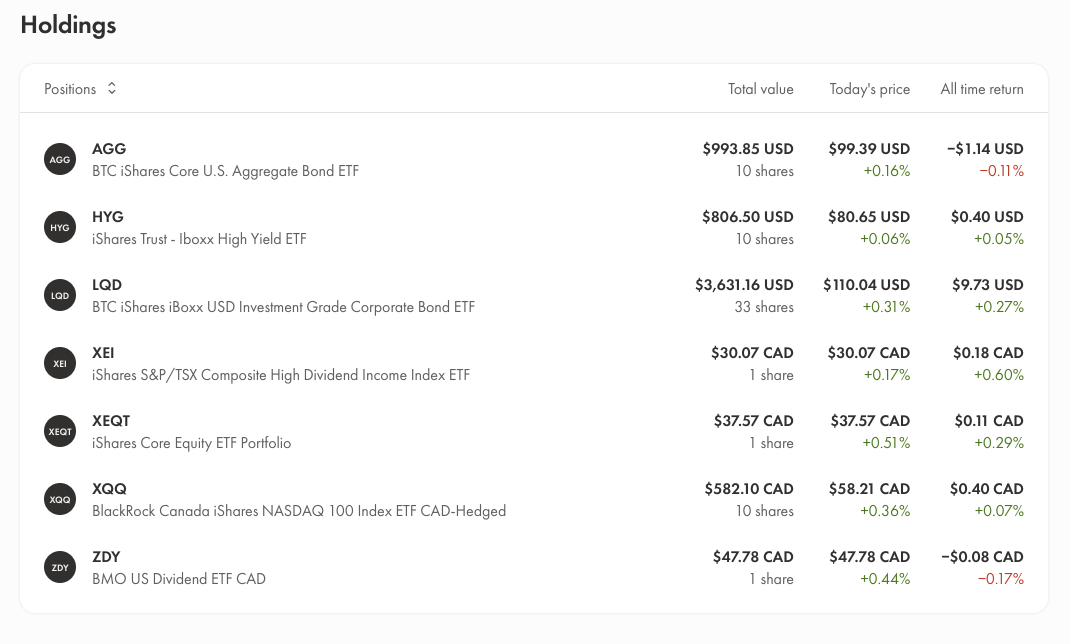 Holdings
Positions Total value Today's price All time return
AGG AGG $993.85 USD $99.39 USD −$1.14 USD
BTC iShares Core U.S. Aggregate Bond ETF 10 shares +0.16% −0.11%
HYG HYG $806.50 USD $80.65 USD $0.40 USD
iShares Trust - Iboxx High Yield ETF 10 shares +0.06% +0.05%
LQD LQD $3,631.16 USD $110.04 USD $9.73 USD
BTC iShares iBoxx USD Investment Grade Corporate Bond ETF 33 shares +0.31% +0.27%
XEI XEI $30.07 CAD $30.07 CAD $0.18 CAD
iShares S&P/TSX Composite High Dividend Income Index ETF 1 share +0.17% +0.60%
XEQT XEQT $37.57 CAD $37.57 CAD $0.11 CAD
iShares Core Equity ETF Portfolio 1 share +0.51% +0.29%
XQQ XQQ $582.10 CAD $58.21 CAD $0.40 CAD
BlackRock Canada iShares NASDAQ 100 Index ETF CAD-Hedged 10 shares +0.36% +0.07%
ZDY ZDY $47.78 CAD $47.78 CAD −$0.08 CAD
BMO US Dividend ETF CAD 1 share +0.44% −0.17%